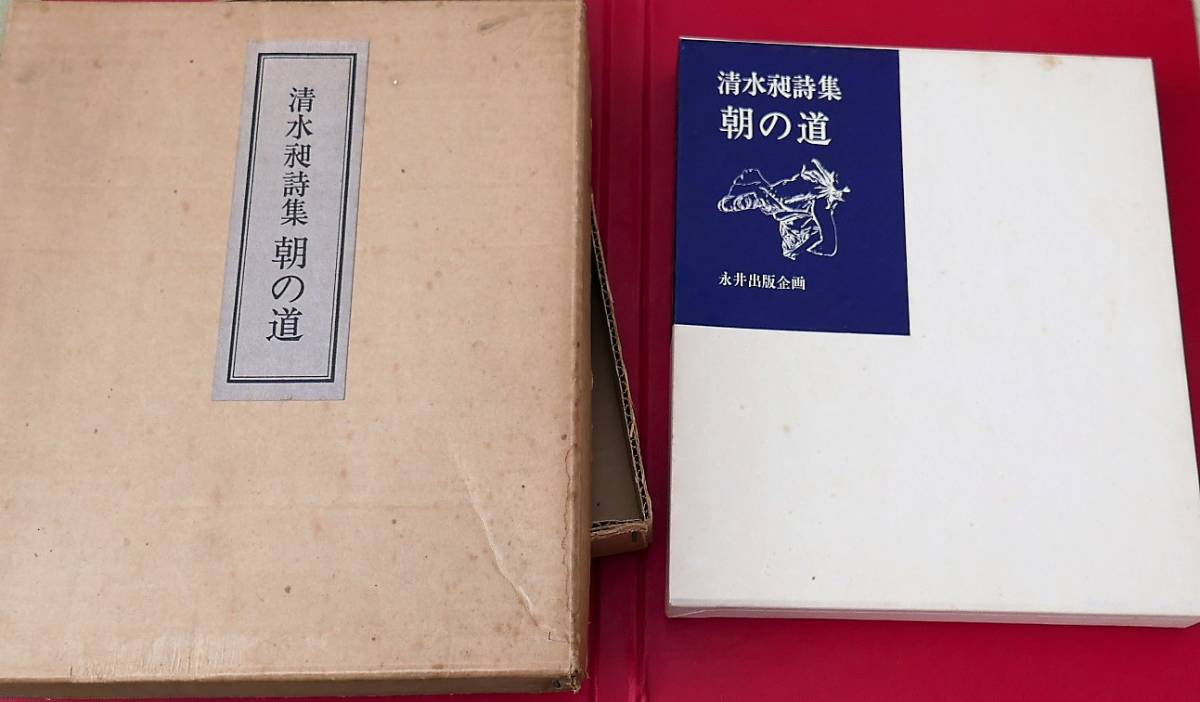 清水昶詩集 朝の道
清水昶詩集
朝の道
永井出版企画